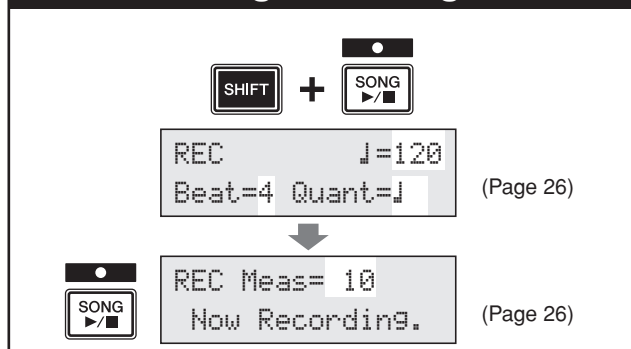 SHIFT + SONG
▶/■
REC ♩=120
Beat=4 Quant=♩
(Page 26)
SONG
▶/■
REC Meas= 10
Now Recording.
(Page 26)